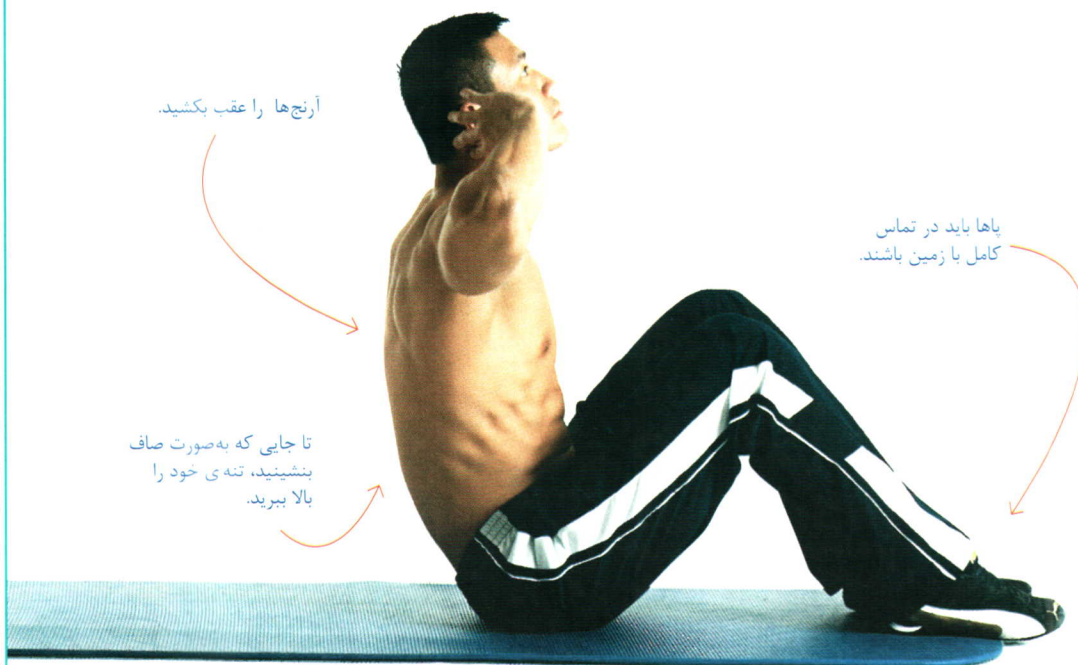 آرنج‌ها را عقب بکشید.
پاها باید در تماس
کامل با زمین باشند.
تا جایی که به‌صورت صاف
بنشینید، تنه ی خود را
بالا ببرید.